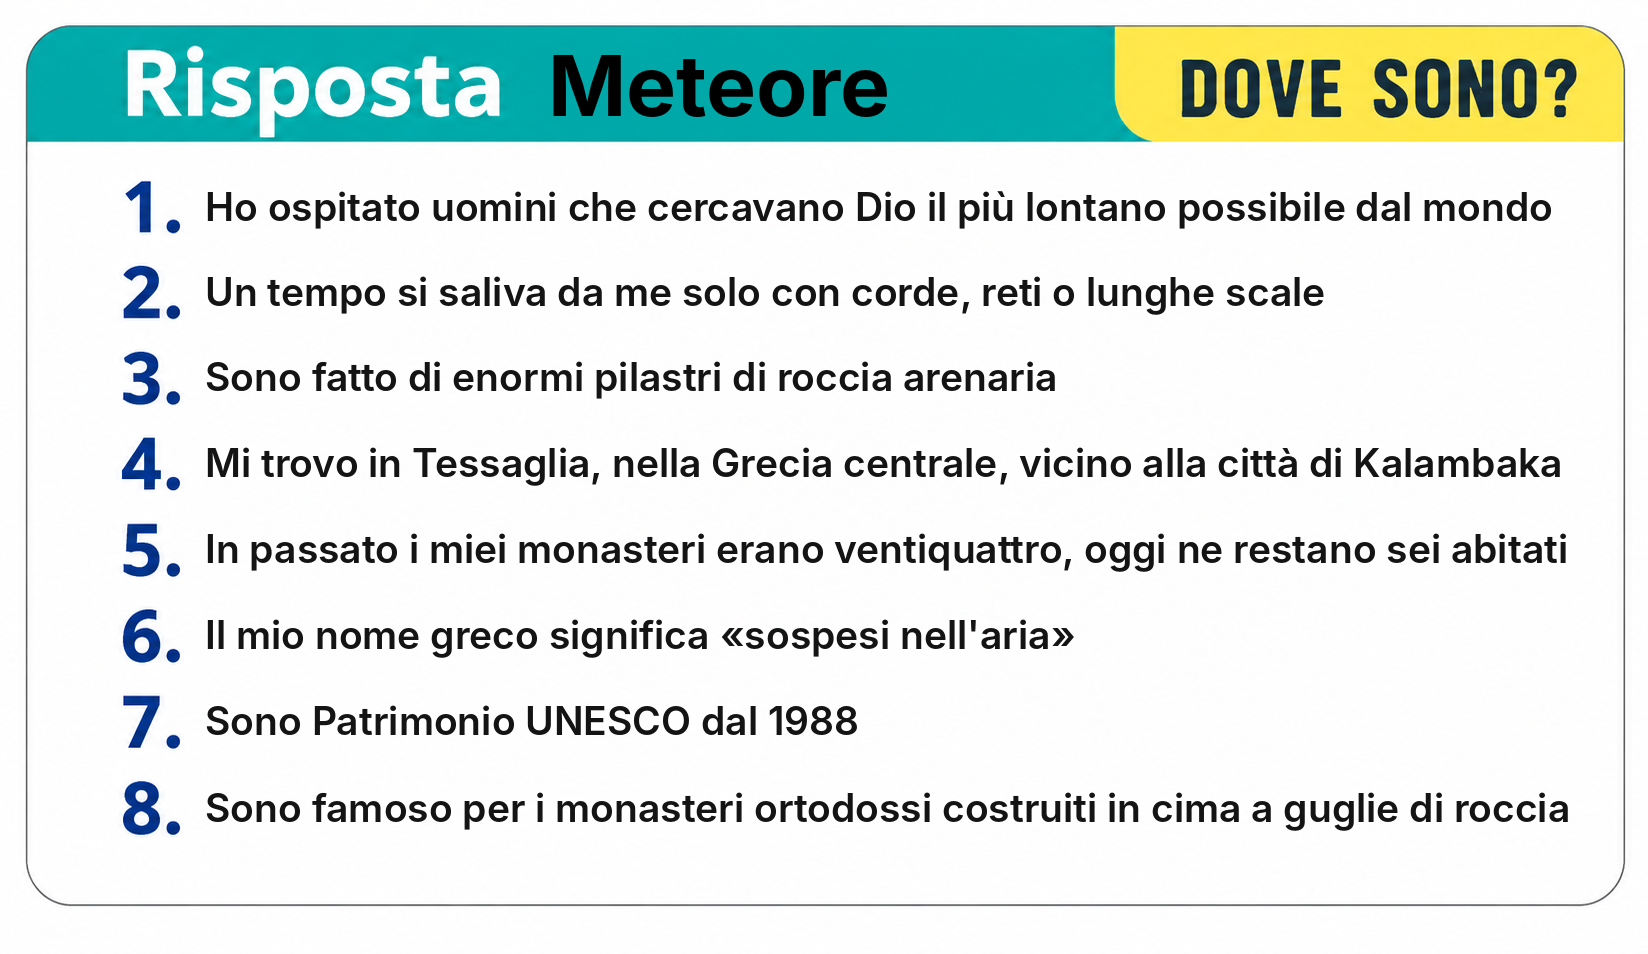 Risposta Meteore DOVE SONO?
1. Ho ospitato uomini che cercavano Dio il più lontano possibile dal mondo
2. Un tempo si saliva da me solo con corde, reti o lunghe scale
3. Sono fatto di enormi pilastri di roccia arenaria
4. Mi trovo in Tessaglia, nella Grecia centrale, vicino alla città di Kalambaka
5. In passato i miei monasteri erano ventiquattro, oggi ne restano sei abitati
6. Il mio nome greco significa «sospesi nell'aria»
7. Sono Patrimonio UNESCO dal 1988
8. Sono famoso per i monasteri ortodossi costruiti in cima a guglie di roccia